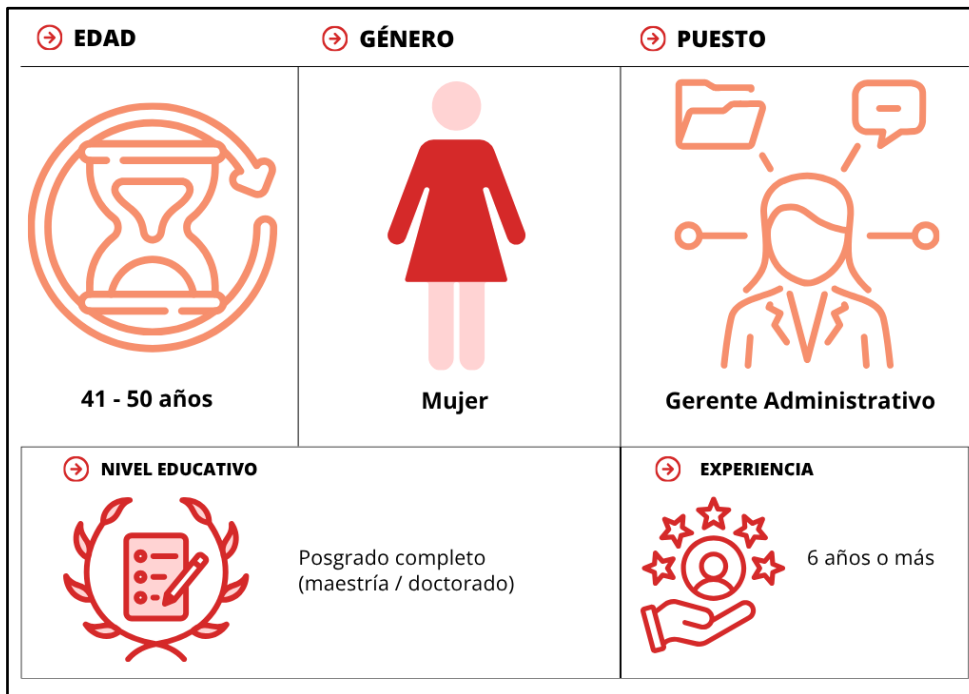 EDAD
GÉNERO
PUESTO
41 - 50 años
Mujer
Gerente Administrativo
NIVEL EDUCATIVO
Posgrado completo
(maestría / doctorado)
EXPERIENCIA
6 años o más